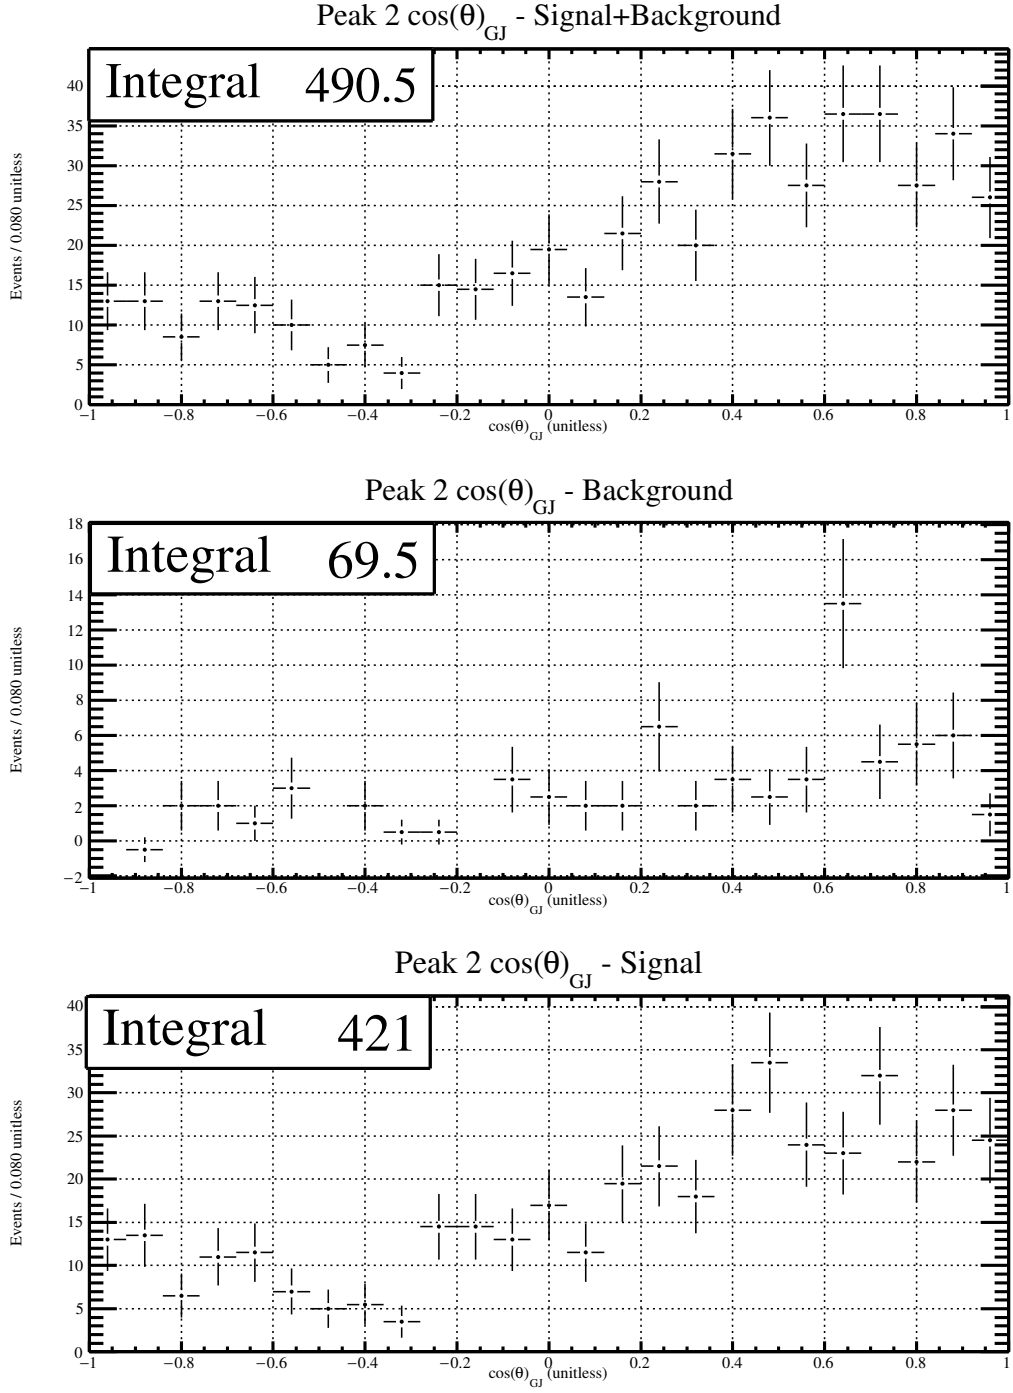 Peak 2 cos(θ)GJ - Signal+Background
Integral 490.5
Events / 0.080 unitless
40
35
30
25
20
15
10
5
0
−1 −0.8 −0.6 −0.4 −0.2 0 0.2 0.4 0.6 0.8 1
cos(θ)GJ (unitless)
Peak 2 cos(θ)GJ - Background
Integral 69.5
Events / 0.080 unitless
18
16
14
12
10
8
6
4
2
0
−2
−1 −0.8 −0.6 −0.4 −0.2 0 0.2 0.4 0.6 0.8 1
cos(θ)GJ (unitless)
Peak 2 cos(θ)GJ - Signal
Integral 421
Events / 0.080 unitless
40
35
30
25
20
15
10
5
0
−1 −0.8 −0.6 −0.4 −0.2 0 0.2 0.4 0.6 0.8 1
cos(θ)GJ (unitless)